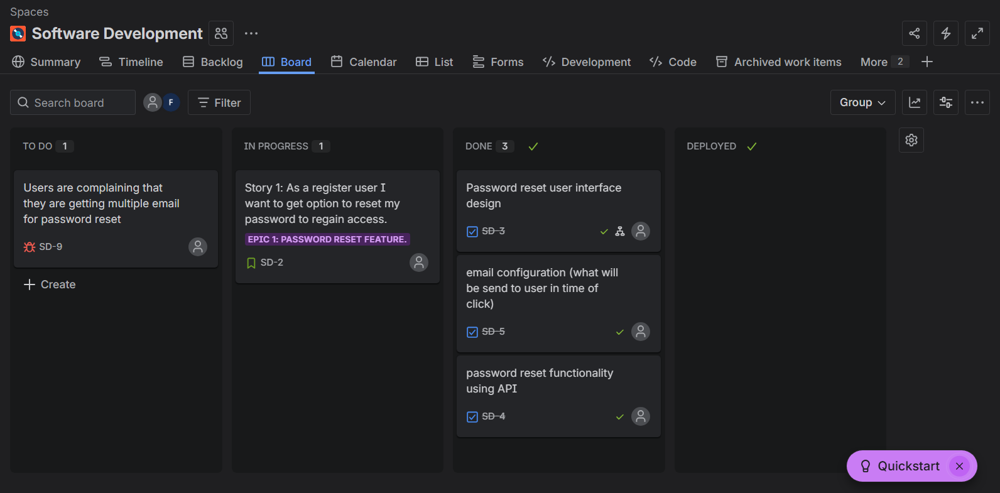 Spaces
Software Development
Summary
Timeline
Backlog
Board
Calendar
List
Forms
Development
Code
Archived work items
More 2
Search board
F
Filter
Group
TO DO 1
Users are complaining that
they are getting multiple email
for password reset
SD-9
Create
IN PROGRESS 1
Story 1: As a register user I
want to get option to reset my
password to regain access.
EPIC 1: PASSWORD RESET FEATURE.
SD-2
DONE 3
Password reset user interface
design
SD-3
email configuration (what will
be send to user in time of
click)
SD-5
password reset functionality
using API
SD-4
DEPLOYED
Quickstart